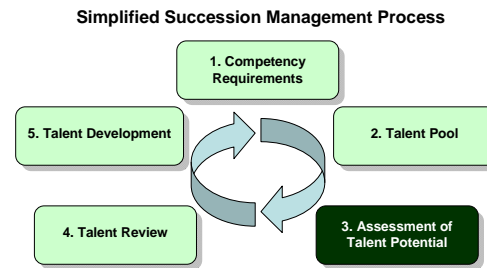 Simplified Succession Management Process
1. Competency
Requirements
5. Talent Development
2. Talent Pool
4. Talent Review
3. Assessment of
Talent Potential